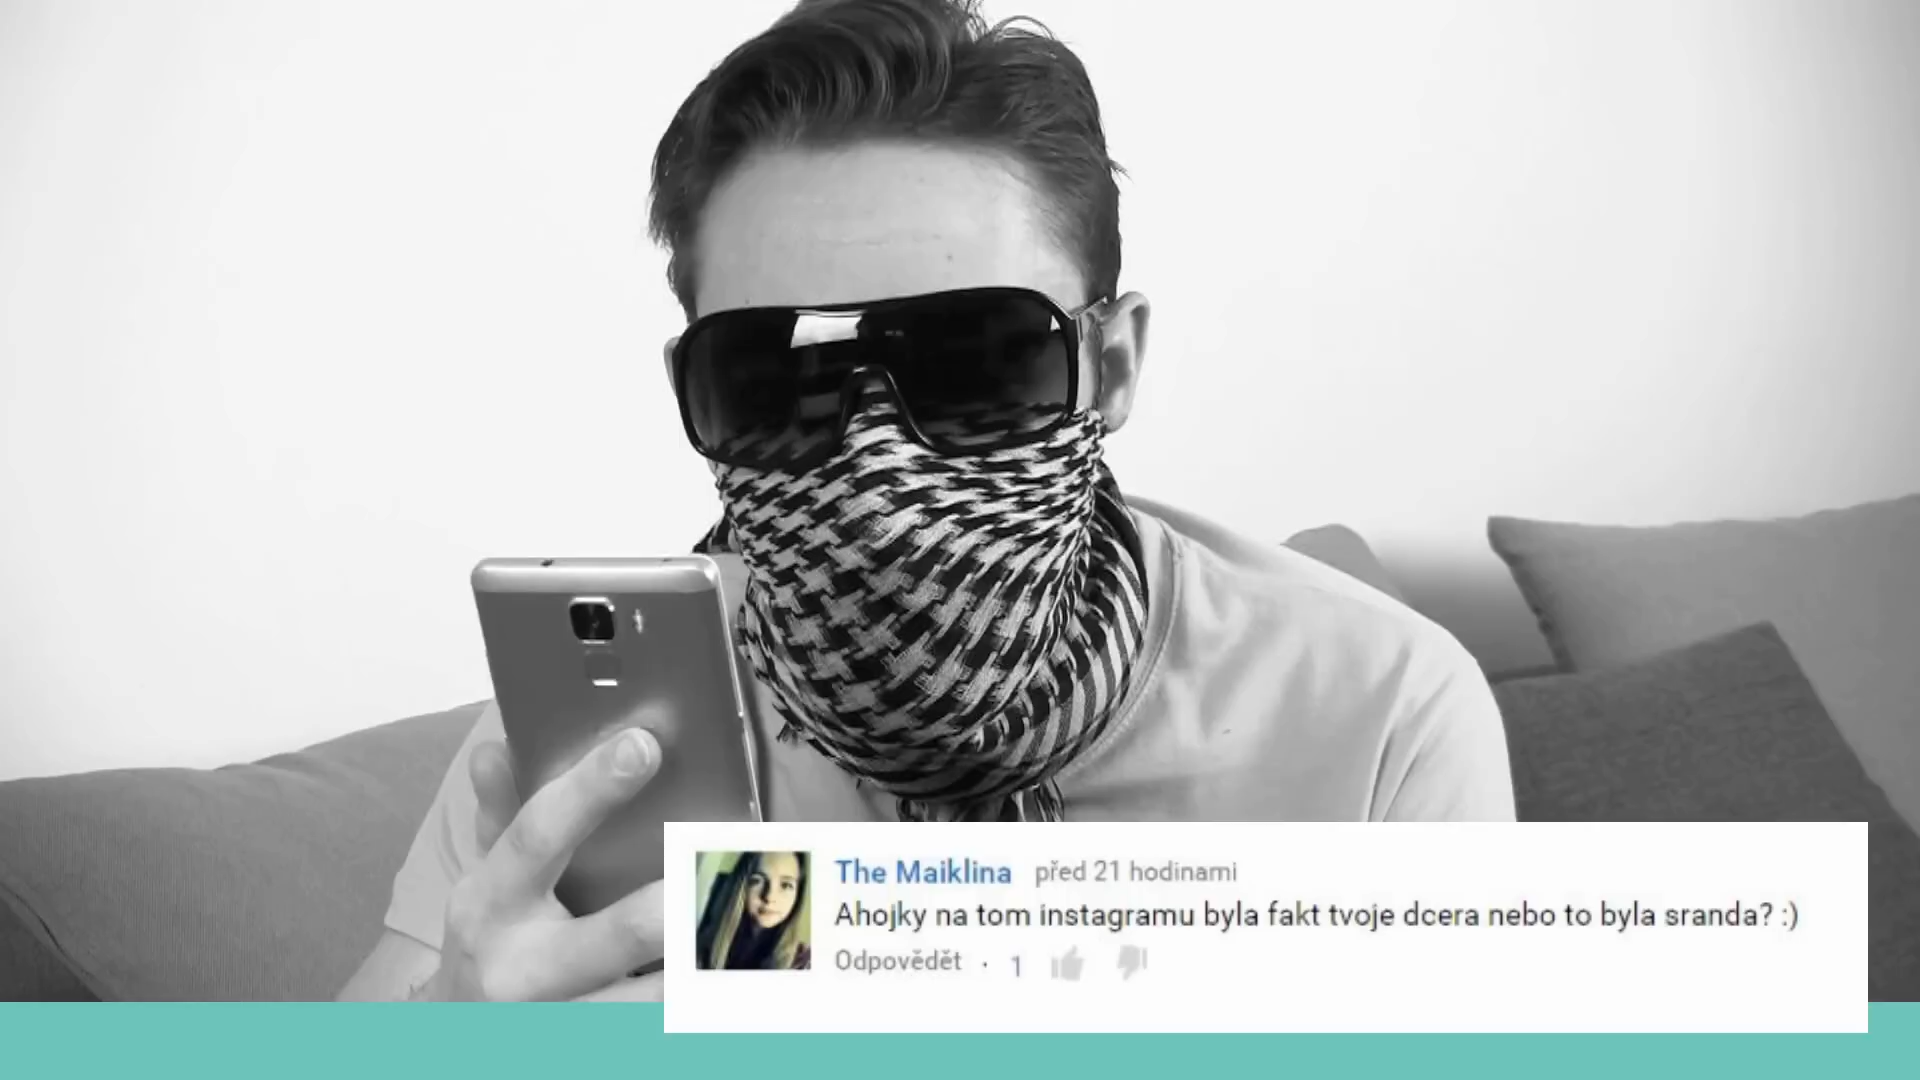 The Maiklina před 21 hodinami
Ahojky na tom instagramu byla fakt tvoje dcera nebo to byla sranda? :)
Odpovědět · 1